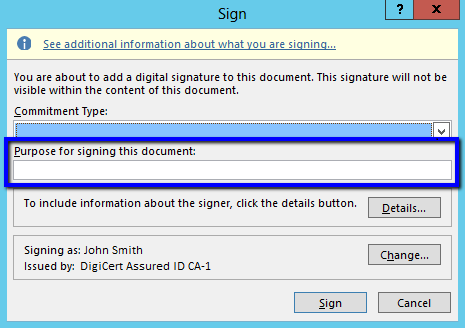 Sign
? x
See additional information about what you are signing...
You are about to add a digital signature to this document. This signature will not be
visible within the content of this document.
Commitment Type:
Purpose for signing this document:
To include information about the signer, click the details button.
Details...
Signing as: John Smith
Change...
Issued by: DigiCert Assured ID CA-1
Sign
Cancel